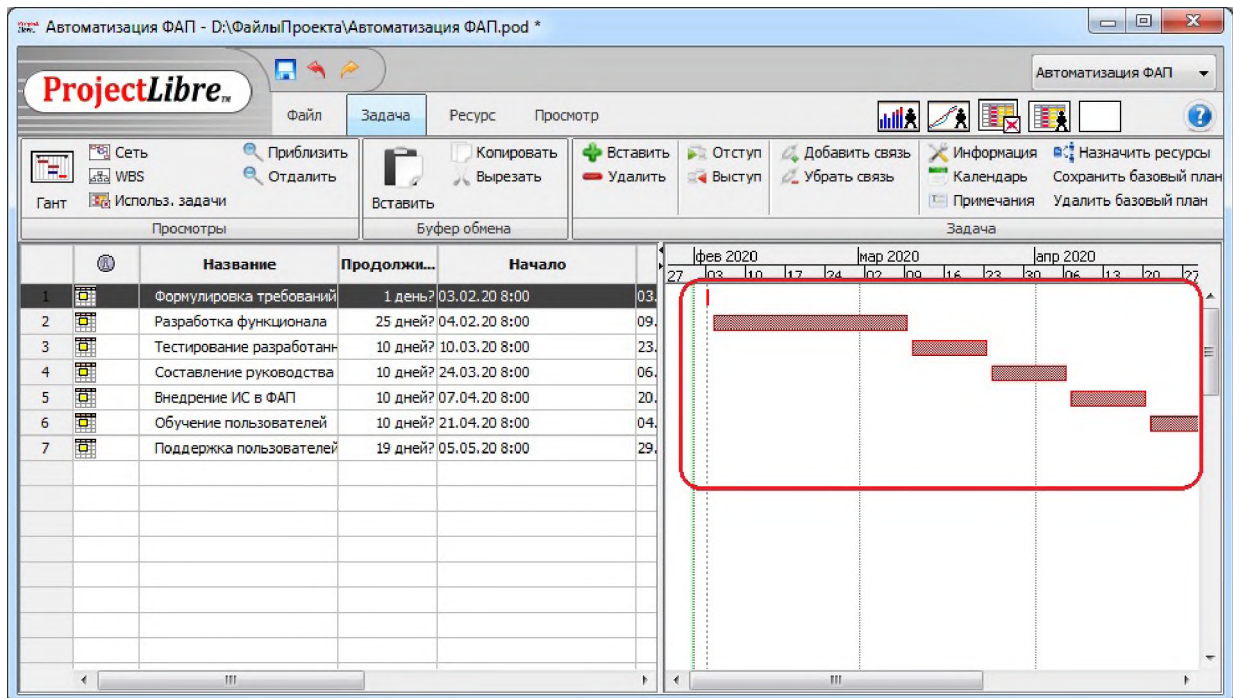 Автоматизация ФАП - D:\ФайлыПроекта\Автоматизация ФАП.pod *
ProjectLibre™
Автоматизация ФАП
Файл Задача Ресурс Просмотр
Сеть Приблизить Копировать Вставить Отступ Добавить связь Информация Назначить ресурсы
WBS Отдалить Вырезать Удалить Выступ Убрать связь Календарь Сохранить базовый план
Гант Использ. задачи Вставить Примечания Удалить базовый план
Просмотры Буфер обмена Задача
Название Продолжи... Начало
фев 2020 мар 2020 апр 2020
27 03 10 17 24 02 09 16 23 30 06 13 20 27
1 Формулировка требований 1 день? 03.02.20 8:00 03.
2 Разработка функционала 25 дней? 04.02.20 8:00 09.
3 Тестирование разработанн 10 дней? 10.03.20 8:00 23.
4 Составление руководства 10 дней? 24.03.20 8:00 06.
5 Внедрение ИС в ФАП 10 дней? 07.04.20 8:00 20.
6 Обучение пользователей 10 дней? 21.04.20 8:00 04.
7 Поддержка пользователей 19 дней? 05.05.20 8:00 29.